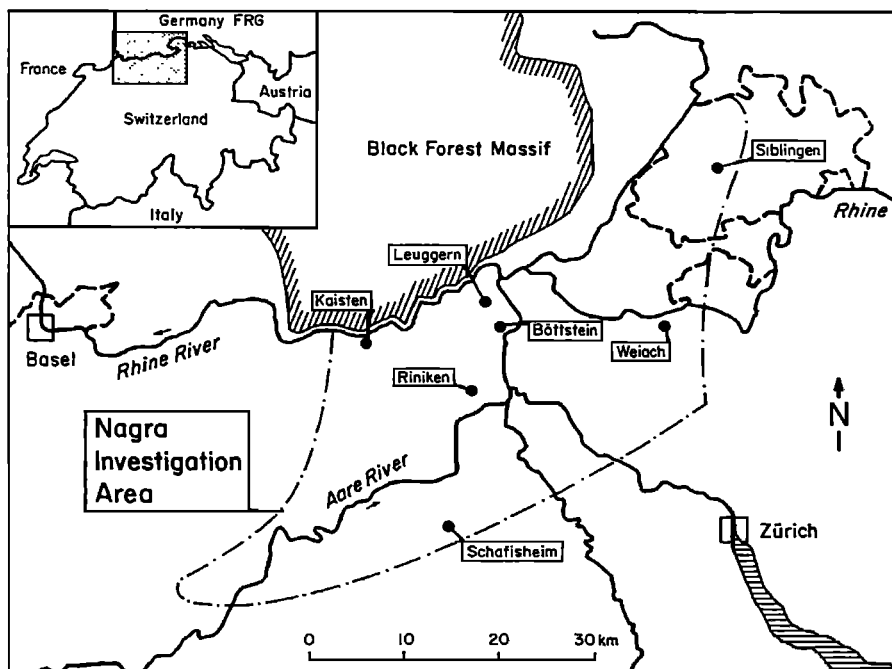 Germany FRG
France
Austria
Switzerland
Italy
Black Forest Massif
Siblingen
Rhine
Leuggern
Kaisten
Böttstein
Basel
Rhine River
Weiach
Riniken
N
Nagra
Investigation
Area
Aare River
Zürich
Schafisheim
0 10 20 30 km